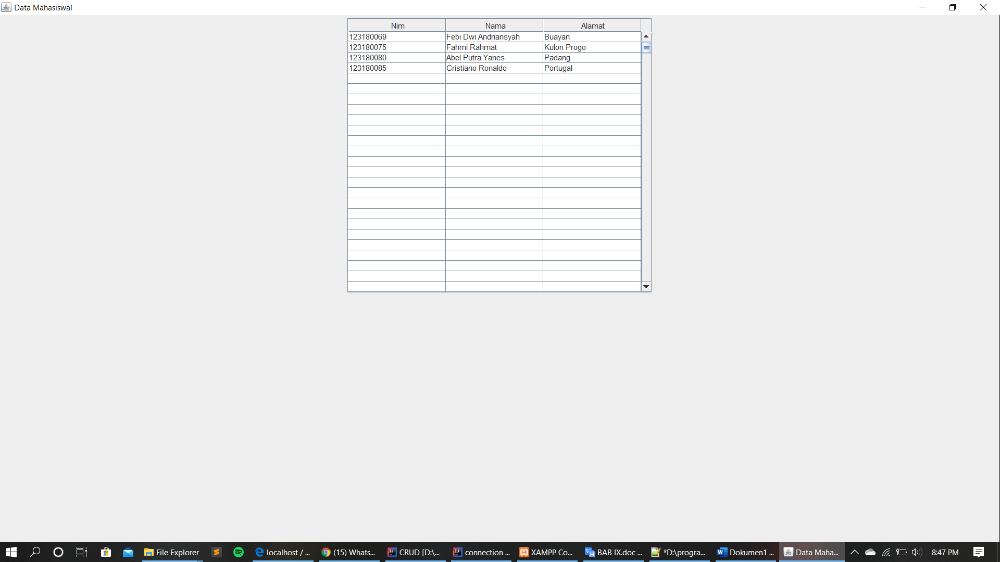 Data Mahasiswa!
Nim Nama Alamat
123180069 Febi Dwi Andriansyah Buayan
123180075 Fahmi Rahmat Kulon Progo
123180080 Abel Putra Yanes Padang
123180085 Cristiano Ronaldo Portugal
File Explorer localhost / ... (15) Whats... CRUD [D:\... connection ... XAMPP Co... BAB IX.doc ... *D:\progra... Dokumen1 ... Data Maha... 8:47 PM